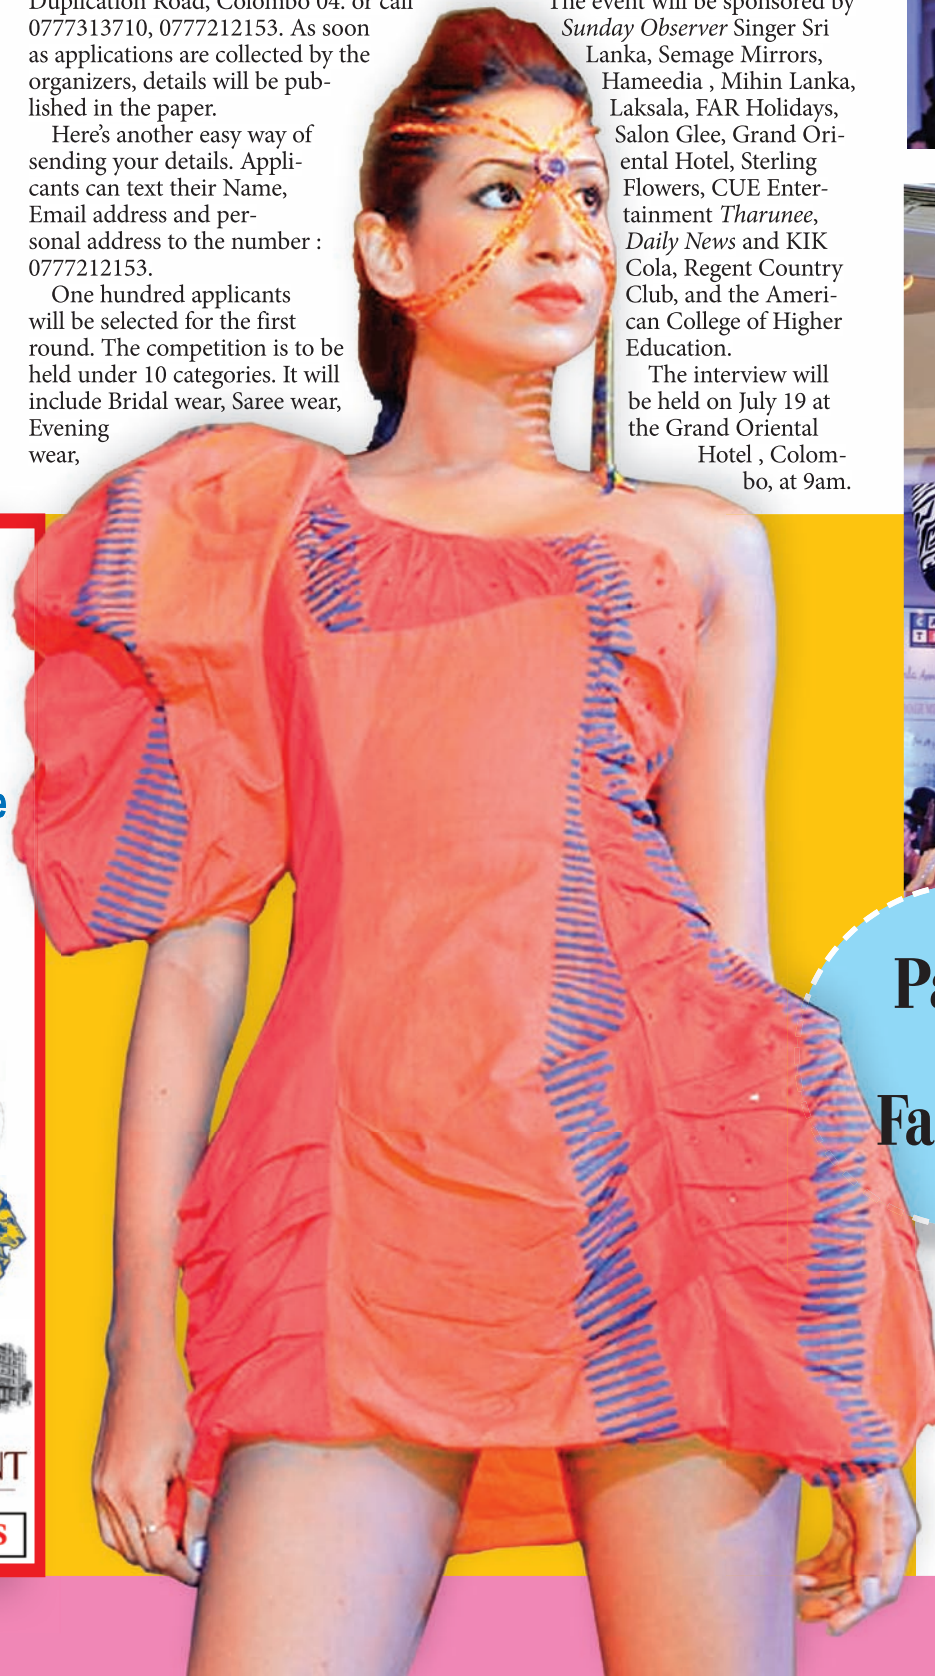 Duplication Road, Colombo 04. or call
0777313710, 0777212153. As soon
as applications are collected by the
organizers, details will be pub-
lished in the paper.
Here's another easy way of
sending your details. Appli-
cants can text their Name,
Email address and per-
sonal address to the number :
0777212153.
One hundred applicants
will be selected for the first
round. The competition is to be
held under 10 categories. It will
include Bridal wear, Saree wear,
Evening
wear,
The event will be sponsored by
Sunday Observer Singer Sri
Lanka, Semage Mirrors,
Hameedia , Mihin Lanka,
Laksala, FAR Holidays,
Salon Glee, Grand Ori-
ental Hotel, Sterling
Flowers, CUE Enter-
tainment Tharunee,
Daily News and KIK
Cola, Regent Country
Club, and the Ameri-
can College of Higher
Education.
The interview will
be held on July 19 at
the Grand Oriental
Hotel , Colom-
bo, at 9am.
e
NT
S
Pa
Fa